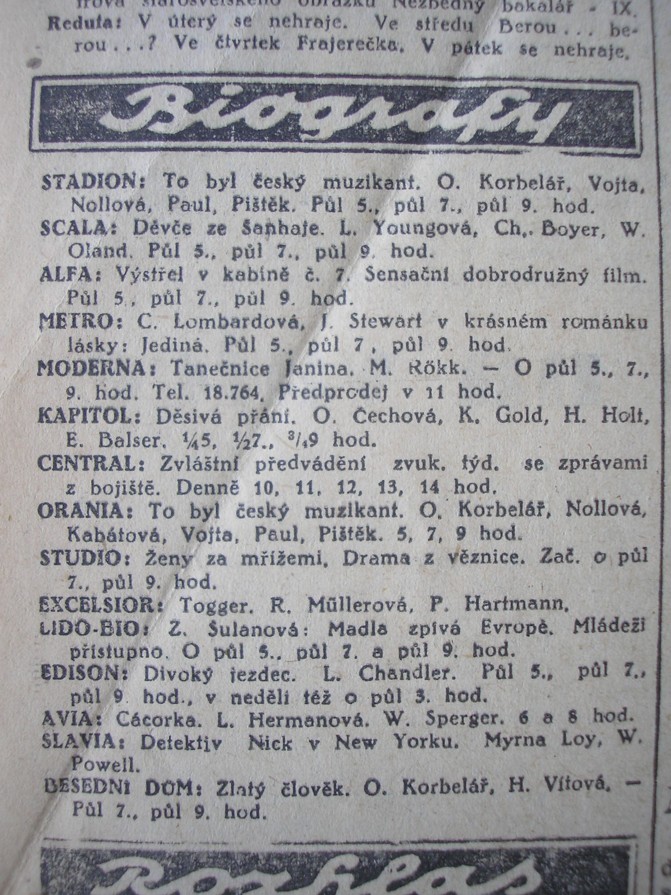 trova staro­světského obrázku Nezbedný bakalář - IX.
Reduta: V úterý se nehraje. Ve středu Berou ... be-
rou ...? Ve čtvrtek Frajerečka. V pátek se nehraje.
Biografy
STADION: To byl český muzikant. O. Korbelář, Vojta,
Nollová, Paul, Pištěk. Půl 5., půl 7., půl 9. hod.
SCALA: Děvče ze Šanhaje. L. Youngová, Ch. Boyer, W.
Oland. Půl 5., půl 7., půl 9. hod.
ALFA: Výstřel v kabině č. 7. Sensační dobrodružný film.
Půl 5., půl 7., půl 9. hod.
METRO: C. Lombardová, J. Stewart v krásném románku
lásky: Jediná. Půl 5., půl 7, půl 9. hod.
MODERNA: Tanečnice Janina. M. Rökk. — O půl 5., 7.,
9. hod. Tel. 18.764. Předprodej v 11 hod.
KAPITOL: Děsivá přání. O. Čechová, K. Gold, H. Holt,
E. Balser. ¼5, ½7., ¾9 hod.
CENTRAL: Zvláštní předvádění zvuk. týd. se zprávami
z bojiště. Denně 10, 11, 12, 13, 14 hod.
ORANIA: To byl český muzikant. O. Korbelář, Nollová,
Kabátová, Vojta, Paul, Pištěk. 5, 7, 9 hod.
STUDIO: Ženy za mřížemi. Drama z věznice. Zač. o půl
7., půl 9. hod.
EXCELSIOR: Togger. R. Müllerová, P. Hartmann.
LIDO-BIO: Z. Šulanová: Madla zpívá Evropě. Mládeži
přístupno. O půl 5., půl 7. a půl 9. hod.
EDISON: Divoký jezdec. L. Chandler. Půl 5., půl 7.,
půl 9. hod., v neděli též o půl 3. hod.
AVIA: Cácorka. L. Hermanová. W. Sperger. 6 a 8 hod.
SLAVIA: Detektiv Nick v New Yorku. Myrna Loy, W.
Powell.
BESEDNÍ DŮM: Zlatý člověk. O. Korbelář, H. Vítová. —
Půl 7., půl 9. hod.
Rozhlas